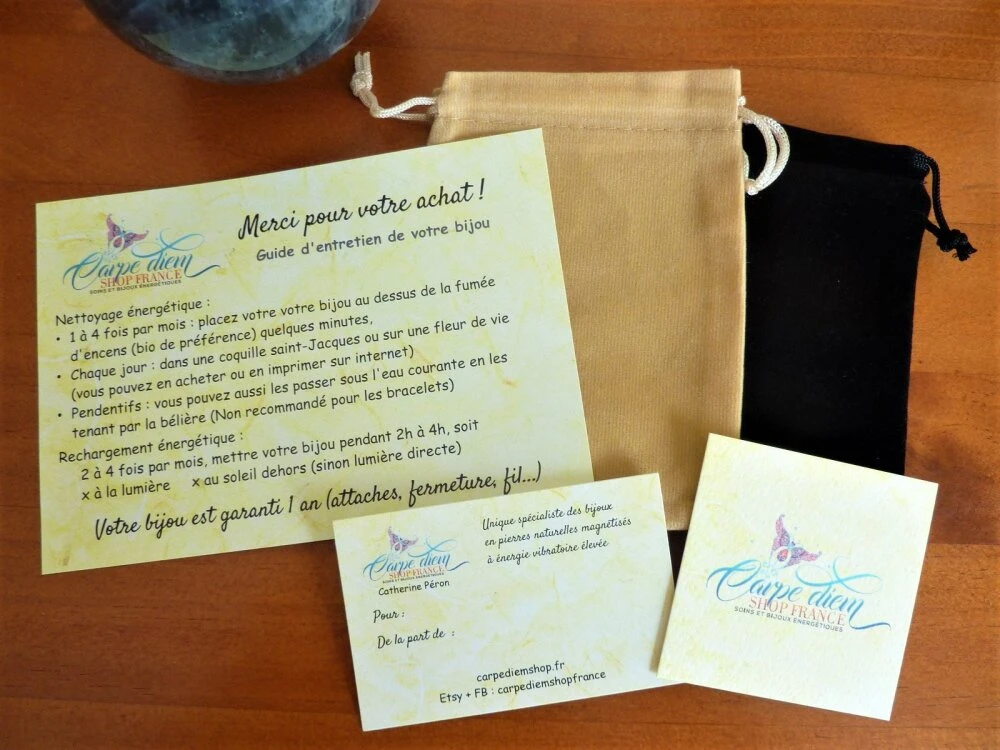 Merci pour votre achat !
Guide d'entretien de votre bijou
Carpe diem
SHOP FRANCE
SOINS ET BIJOUX ENERGÉTIQUES
Nettoyage énergétique :
• 1 à 4 fois par mois : placez votre votre bijou au dessus de la fumée
d'encens (bio de préférence) quelques minutes,
• Chaque jour : dans une coquille saint-Jacques ou sur une fleur de vie
(vous pouvez en acheter ou en imprimer sur internet)
• Pendentifs : vous pouvez aussi les passer sous l'eau courante en les
tenant par la bélière (Non recommandé pour les bracelets)
Rechargement énergétique :
2 à 4 fois par mois, mettre votre bijou pendant 2h à 4h, soit
x à la lumière x au soleil dehors (sinon lumière directe)
Votre bijou est garanti 1 an (attaches, fermeture, fil...)
Carpe diem
SHOP FRANCE
SOINS ET BIJOUX ENERGÉTIQUES
Catherine Péron
Unique spécialiste des bijoux
en pierres naturelles magnétisés
à énergie vibratoire élevée
Pour :
De la part de :
carpediemshop.fr
Etsy + FB : carpediemshopfrance
Carpe diem
SHOP FRANCE
SOINS ET BIJOUX ENERGÉTIQUES